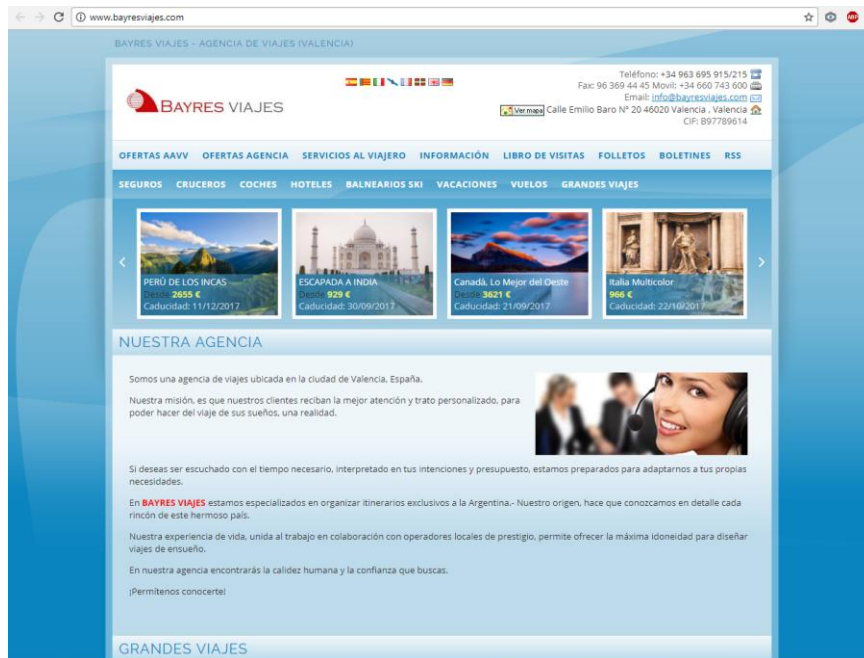 www.bayresviajes.com
BAYRES VIAJES - AGENCIA DE VIAJES (VALENCIA)
BAYRES VIAJES
Teléfono: +34 963 695 915/215
Fax: 96 369 44 45 Movil: +34 660 743 600
Email: info@bayresviajes.com
Ver mapa Calle Emilio Baro Nº 20 46020 Valencia . Valencia
CIF: B97789614
OFERTAS AAVV OFERTAS AGENCIA SERVICIOS AL VIAJERO INFORMACIÓN LIBRO DE VISITAS FOLLETOS BOLETINES RSS
SEGUROS CRUCEROS COCHES HOTELES BALNEARIOS SKI VACACIONES VUELOS GRANDES VIAJES
PERÚ DE LOS INCAS
Desde 2655 €
Caducidad: 11/12/2017
ESCAPADA A INDIA
Desde 929 €
Caducidad: 30/09/2017
Canadá, Lo Mejor del Oeste
Desde 3621 €
Caducidad: 21/09/2017
Italia Multicolor
966 €
Caducidad: 22/10/2017
NUESTRA AGENCIA
Somos una agencia de viajes ubicada en la ciudad de Valencia, España.
Nuestra misión, es que nuestros clientes reciban la mejor atención y trato personalizado, para
poder hacer del viaje de sus sueños, una realidad.
Si deseas ser escuchado con el tiempo necesario, interpretado en tus intenciones y presupuesto, estamos preparados para adaptarnos a tus propias
necesidades.
En BAYRES VIAJES estamos especializados en organizar itinerarios exclusivos a la Argentina.- Nuestro origen, hace que conozcamos en detalle cada
rincón de este hermoso país.
Nuestra experiencia de vida, unida al trabajo en colaboración con operadores locales de prestigio, permite ofrecer la máxima idoneidad para diseñar
viajes de ensueño.
En nuestra agencia encontrarás la calidez humana y la confianza que buscas.
¡Permítenos conocerte!
GRANDES VIAJES